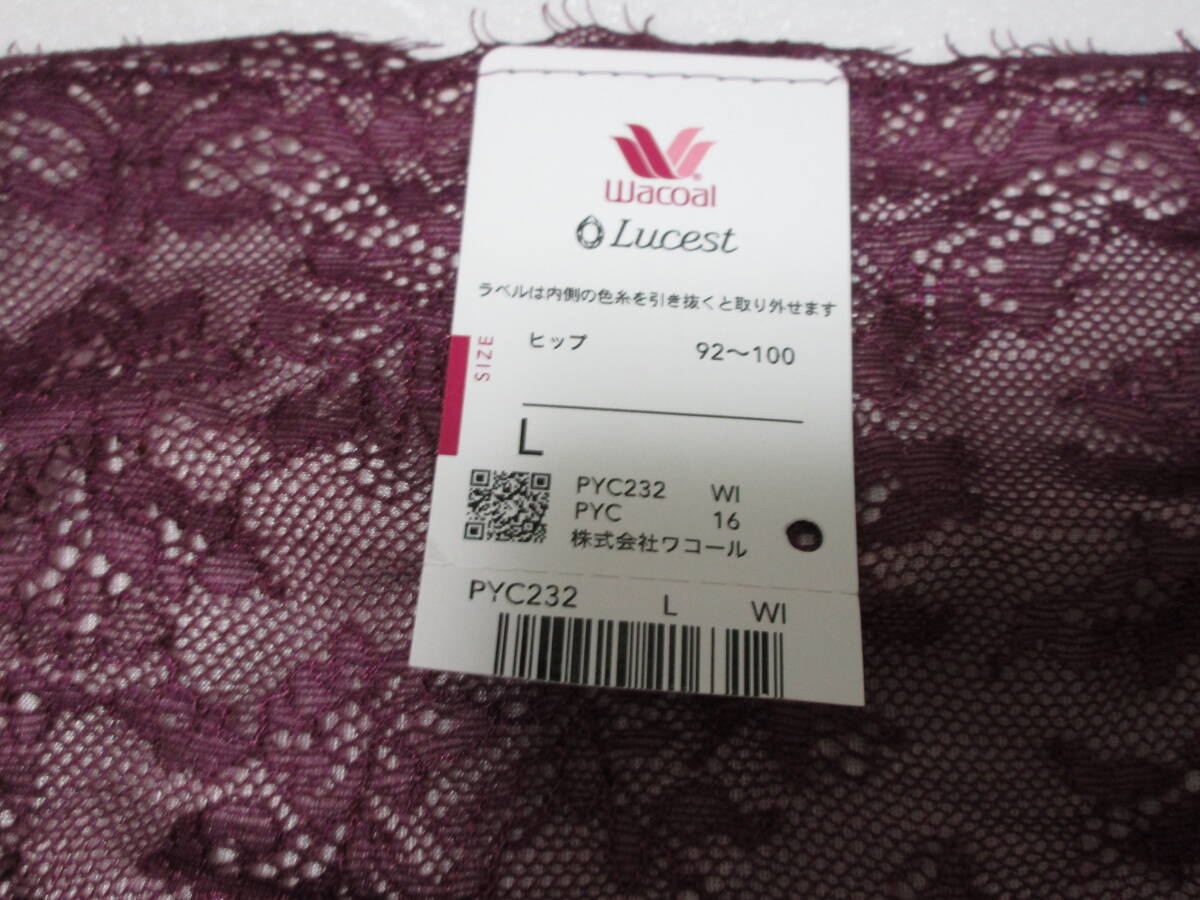 Wacoal
Lucest
ラベルは内側の色糸を引き抜くと取り外せます
SIZE
ヒップ 92～100
L
PYC232 WI
PYC 16
株式会社ワコール
PYC232 L WI